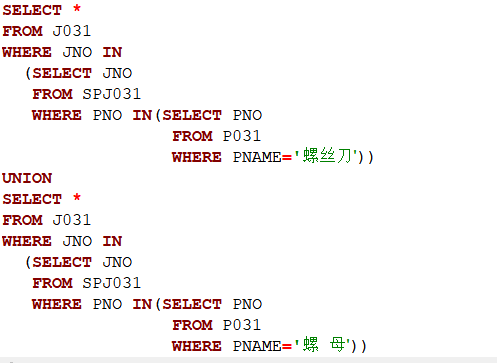 SELECT *
FROM J031
WHERE JNO IN
(SELECT JNO
FROM SPJ031
WHERE PNO IN(SELECT PNO
FROM P031
WHERE PNAME='螺丝刀'))
UNION
SELECT *
FROM J031
WHERE JNO IN
(SELECT JNO
FROM SPJ031
WHERE PNO IN(SELECT PNO
FROM P031
WHERE PNAME='螺 母'))